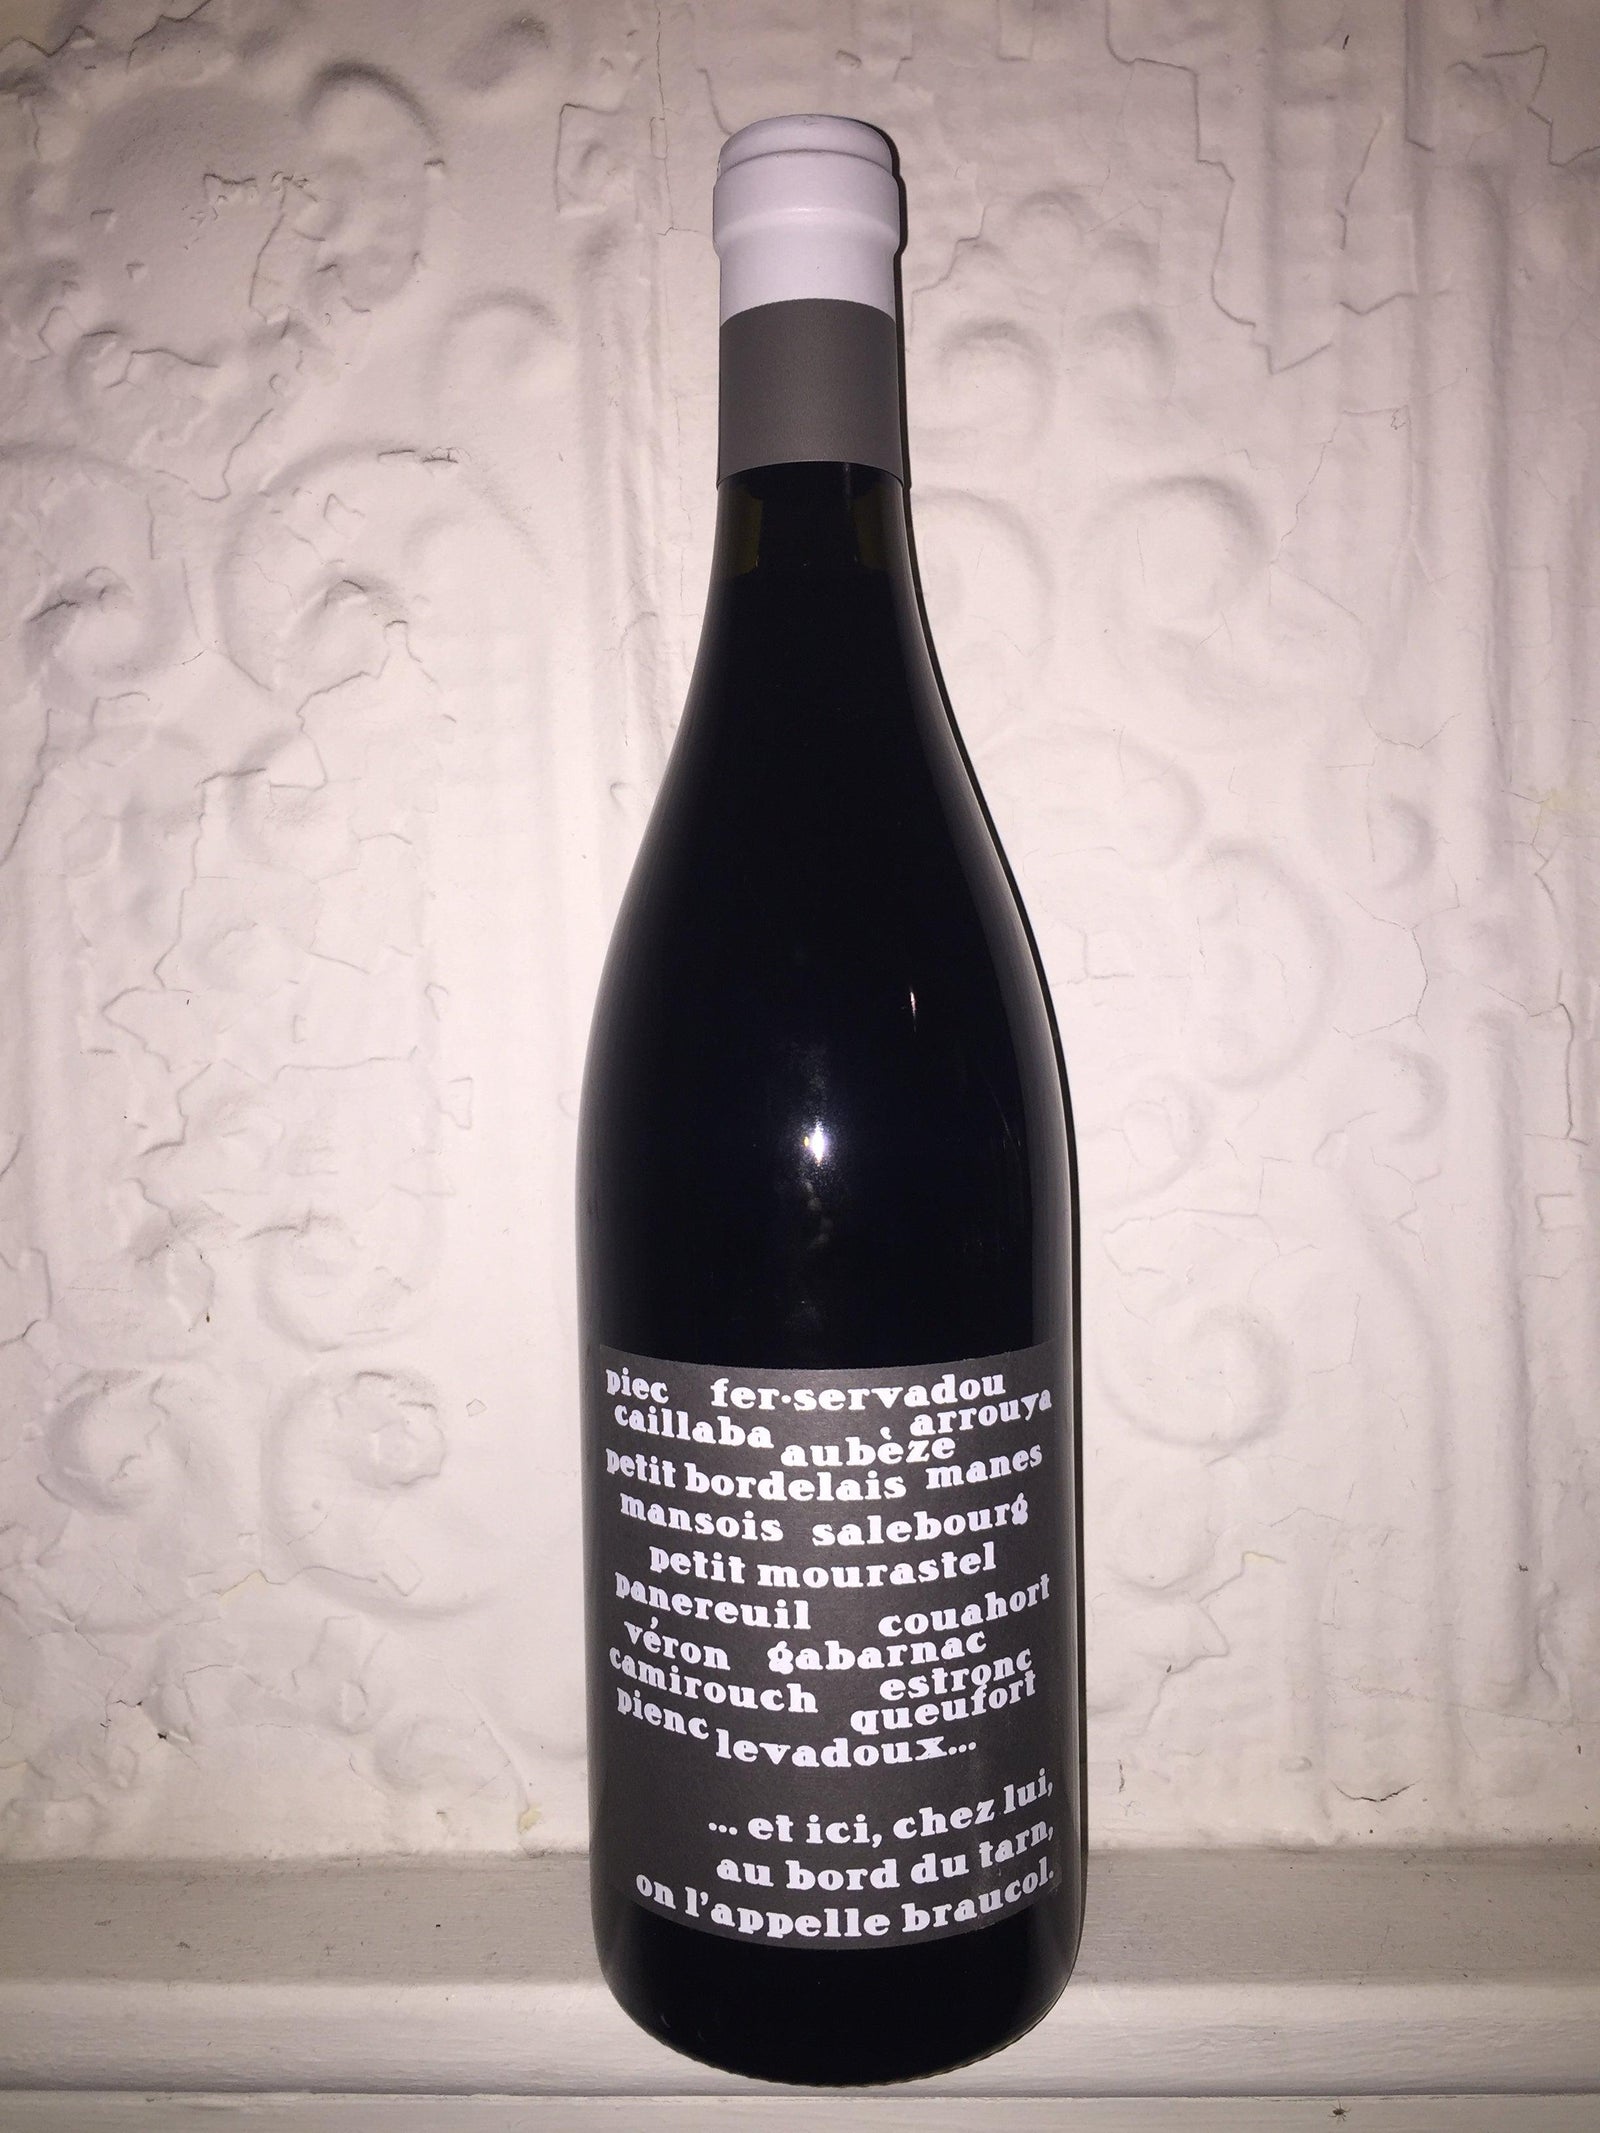 piec fer·servadou
caillaba arrouya
aubèze
petit bordelais manes
mansois salebourg
petit mourastel
panereuil couahort
véron gabarnac
camirouch estronc
pienc queufort
levadoux...
... et ici, chez lui,
au bord du tarn,
on l'appelle braucol.